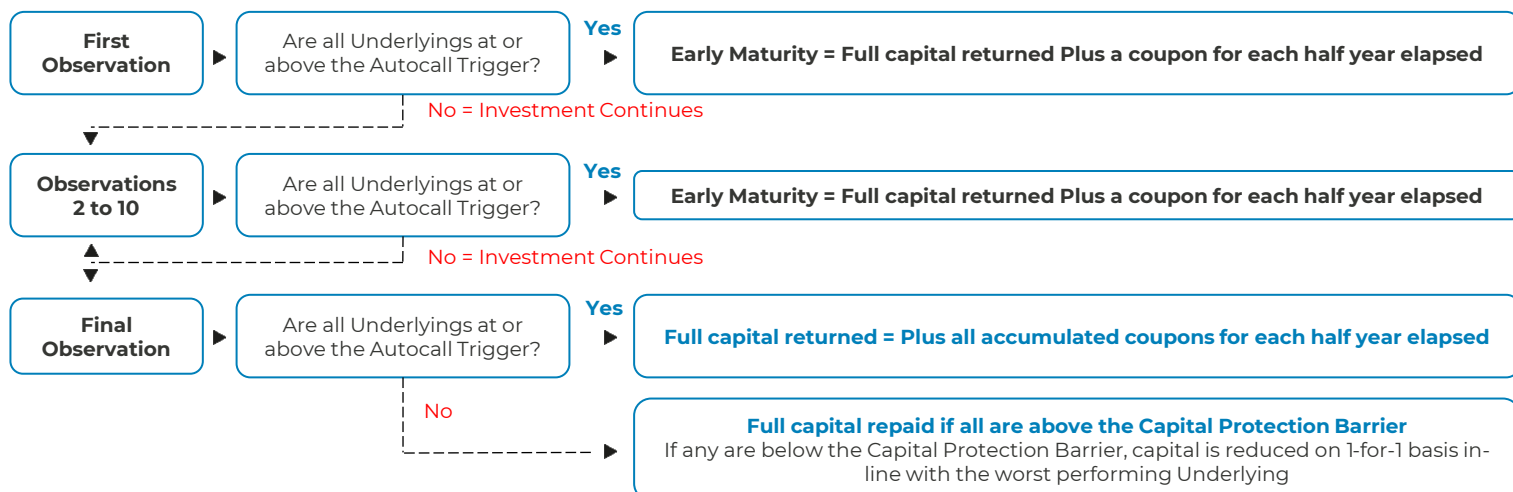 First
Observation
Are all Underlyings at or
above the Autocall Trigger?
Yes
Early Maturity = Full capital returned Plus a coupon for each half year elapsed
No = Investment Continues
Observations
2 to 10
Are all Underlyings at or
above the Autocall Trigger?
Yes
Early Maturity = Full capital returned Plus a coupon for each half year elapsed
No = Investment Continues
Final
Observation
Are all Underlyings at or
above the Autocall Trigger?
Yes
Full capital returned = Plus all accumulated coupons for each half year elapsed
No
Full capital repaid if all are above the Capital Protection Barrier
If any are below the Capital Protection Barrier, capital is reduced on 1-for-1 basis in-
line with the worst performing Underlying